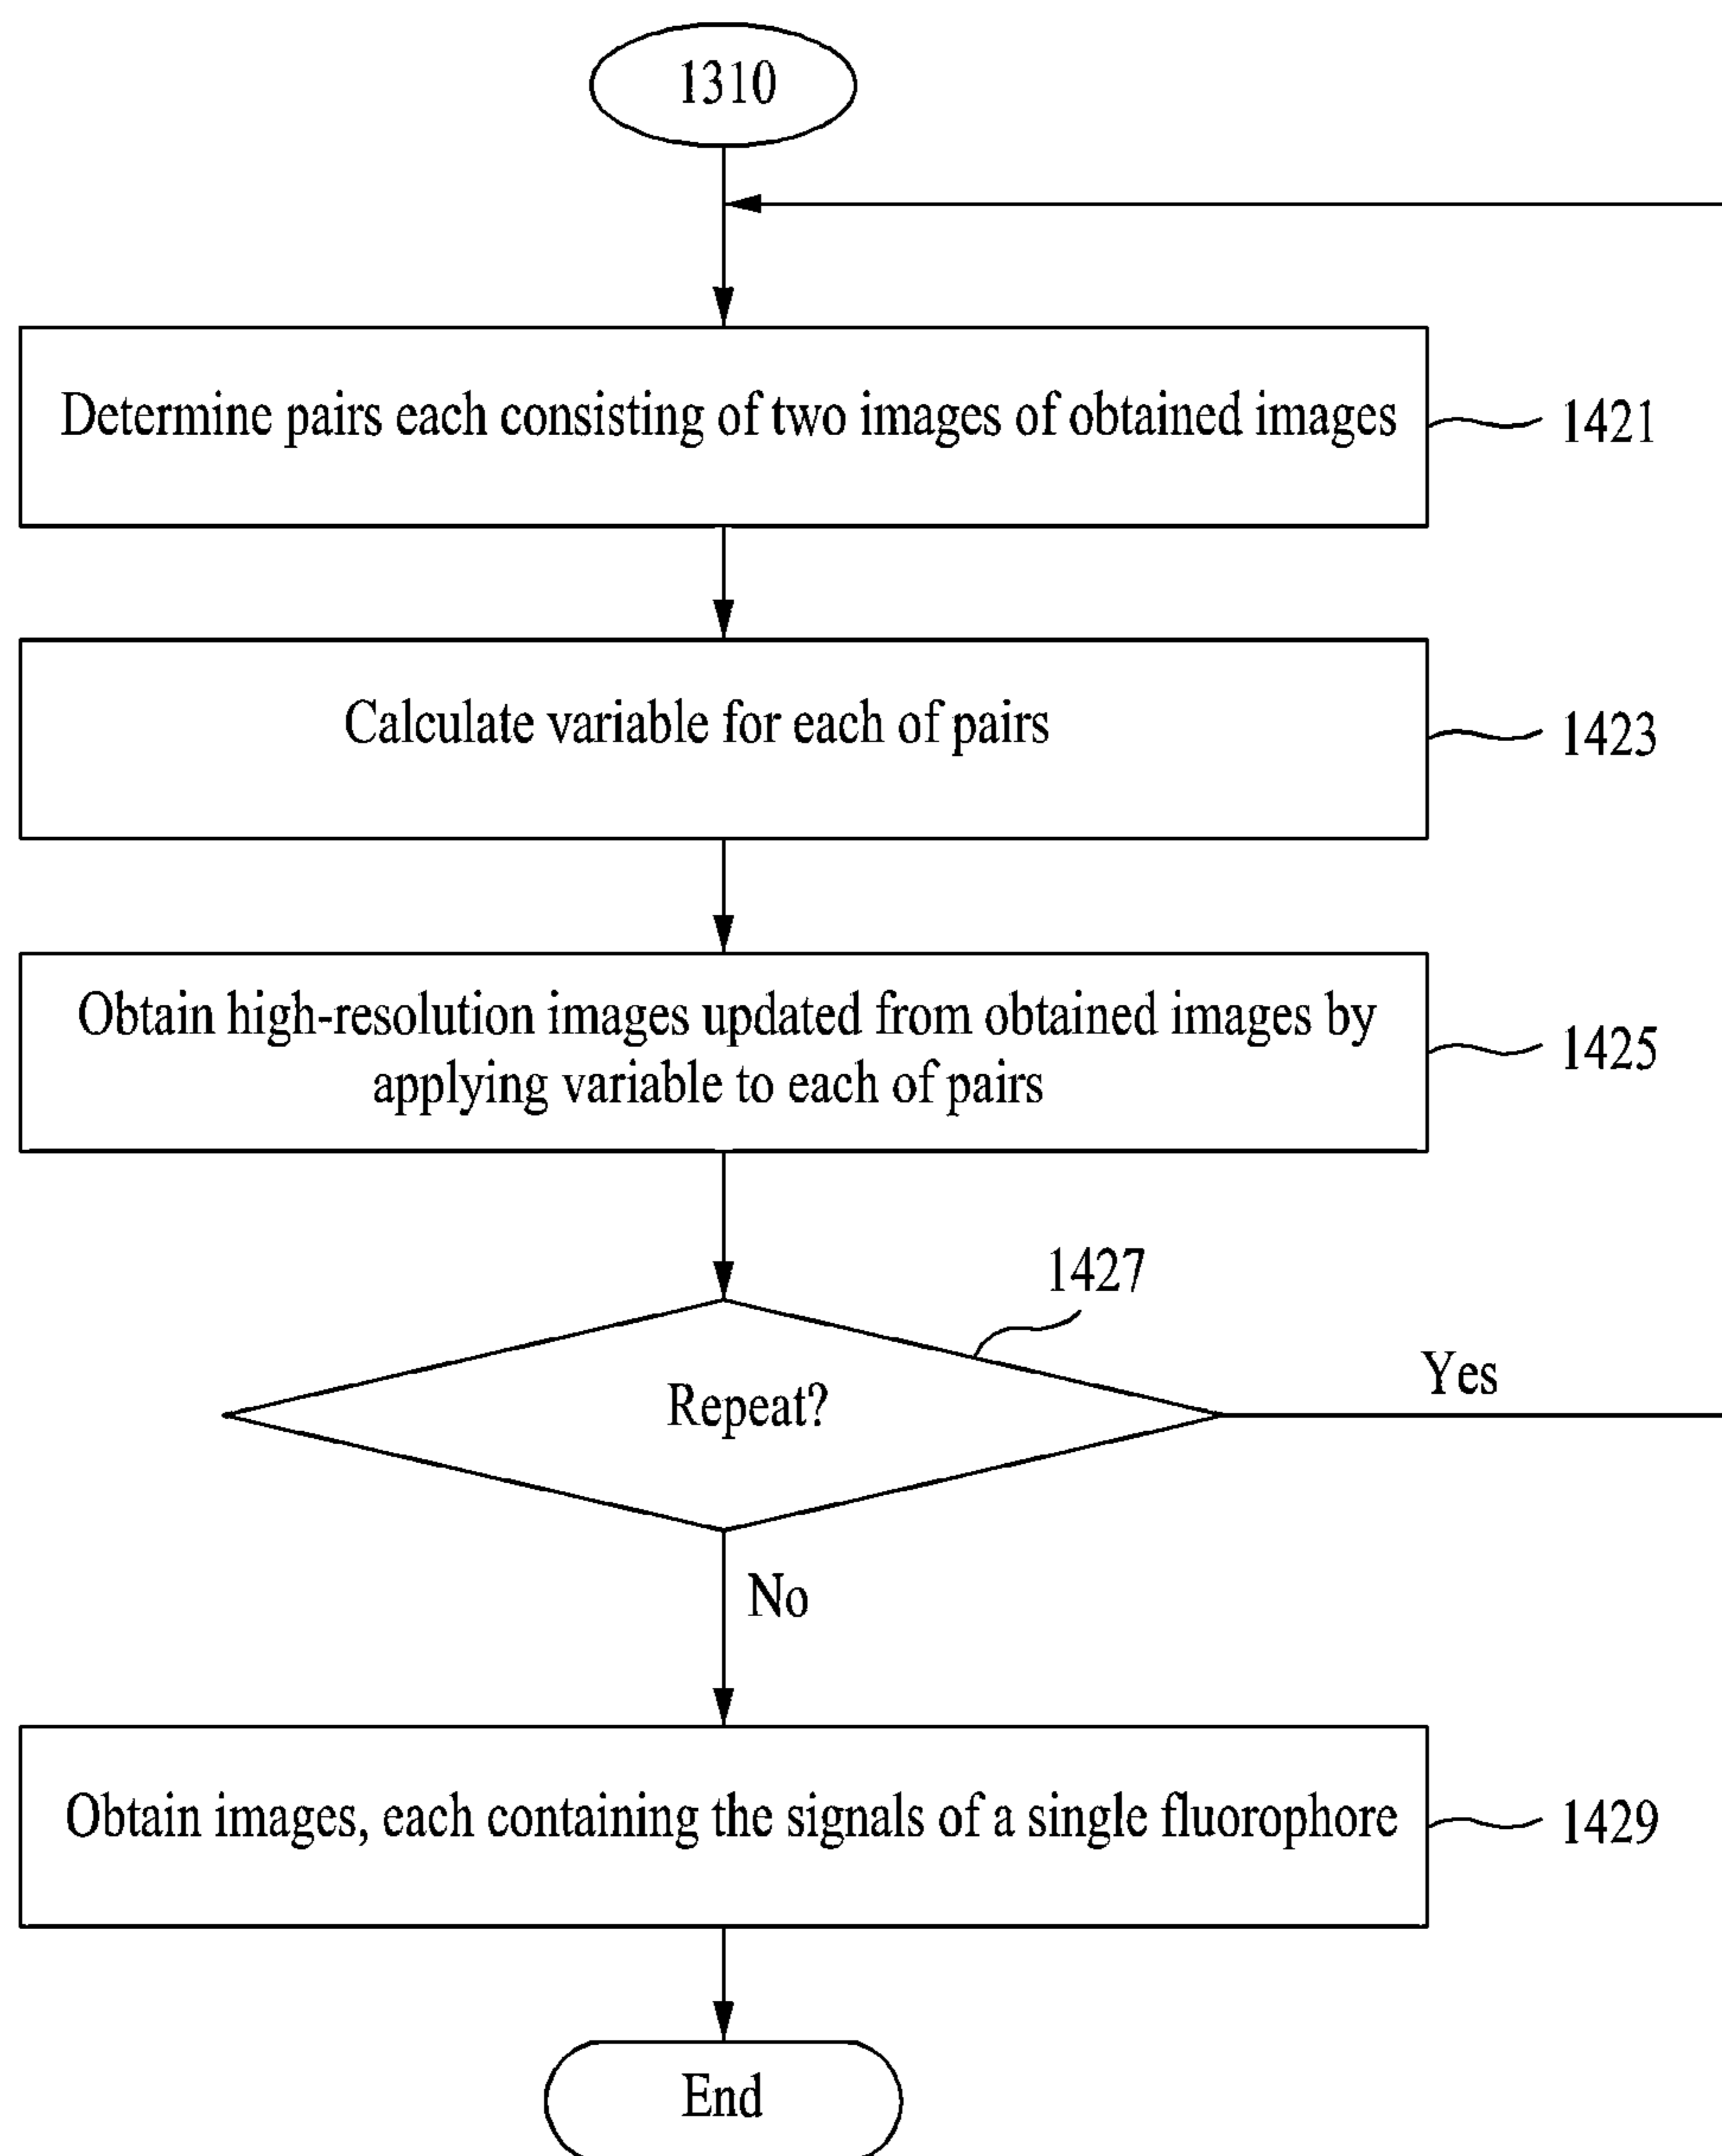 1310
Determine pairs each consisting of two images of obtained images
1421
Calculate variable for each of pairs
1423
Obtain high-resolution images updated from obtained images by
applying variable to each of pairs
1425
1427
Repeat?
Yes
No
Obtain images, each containing the signals of a single fluorophore
1429
End